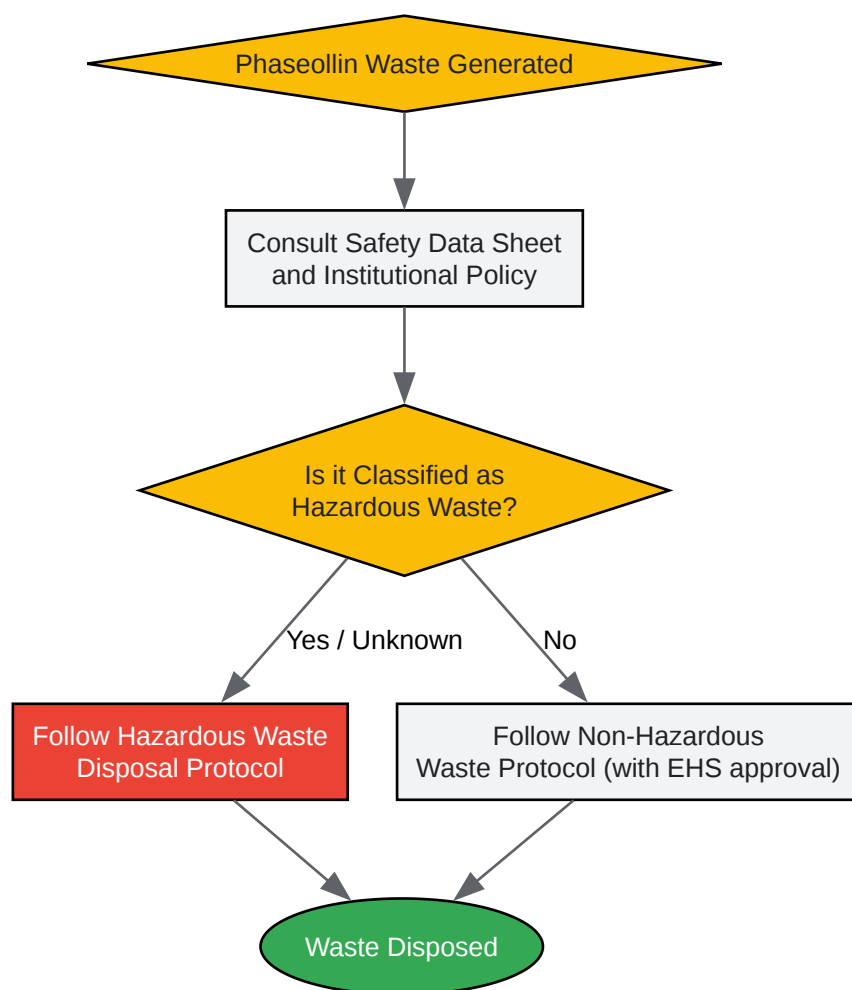 Phaseollin Waste Generated
Consult Safety Data Sheet
and Institutional Policy
Is it Classified as
Hazardous Waste?
Yes / Unknown
No
Follow Hazardous Waste
Disposal Protocol
Follow Non-Hazardous
Waste Protocol (with EHS approval)
Waste Disposed